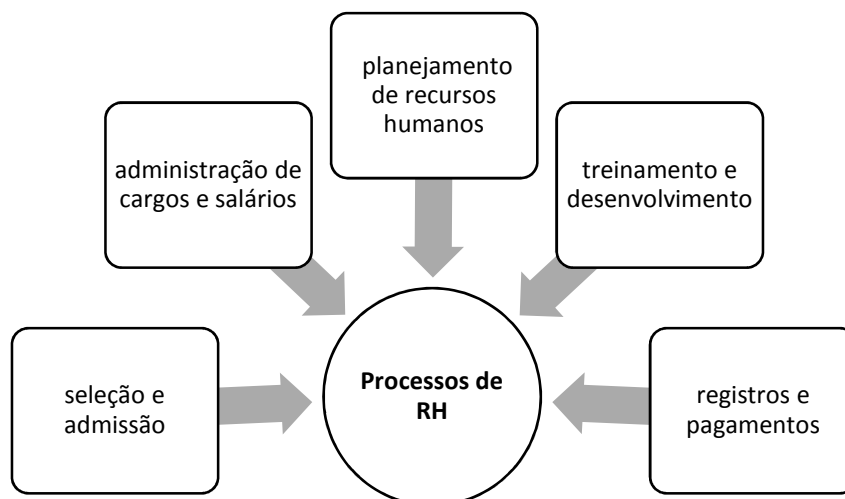 planejamento
de recursos
humanos
administração de
cargos e salários
treinamento e
desenvolvimento
seleção e
admissão
Processos de
RH
registros e
pagamentos